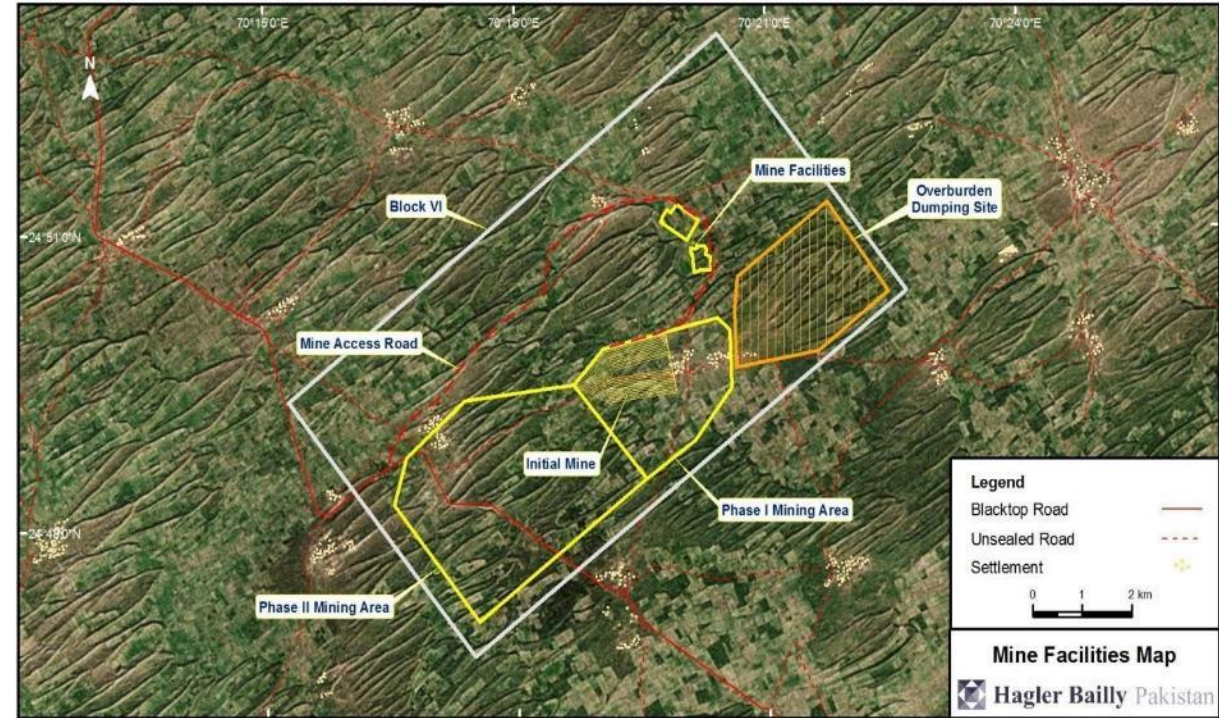 70°15'0"E
70°18'0"E
70°21'0"E
70°24'0"E
N
Mine Facilities
Overburden
Dumping Site
Block VI
24°51'0"N
Mine Access Road
Initial Mine
Phase I Mining Area
24°48'0"N
Phase II Mining Area
Legend
Blacktop Road
Unsealed Road
Settlement
0 1 2 km
Mine Facilities Map
Hagler Bailly Pakistan